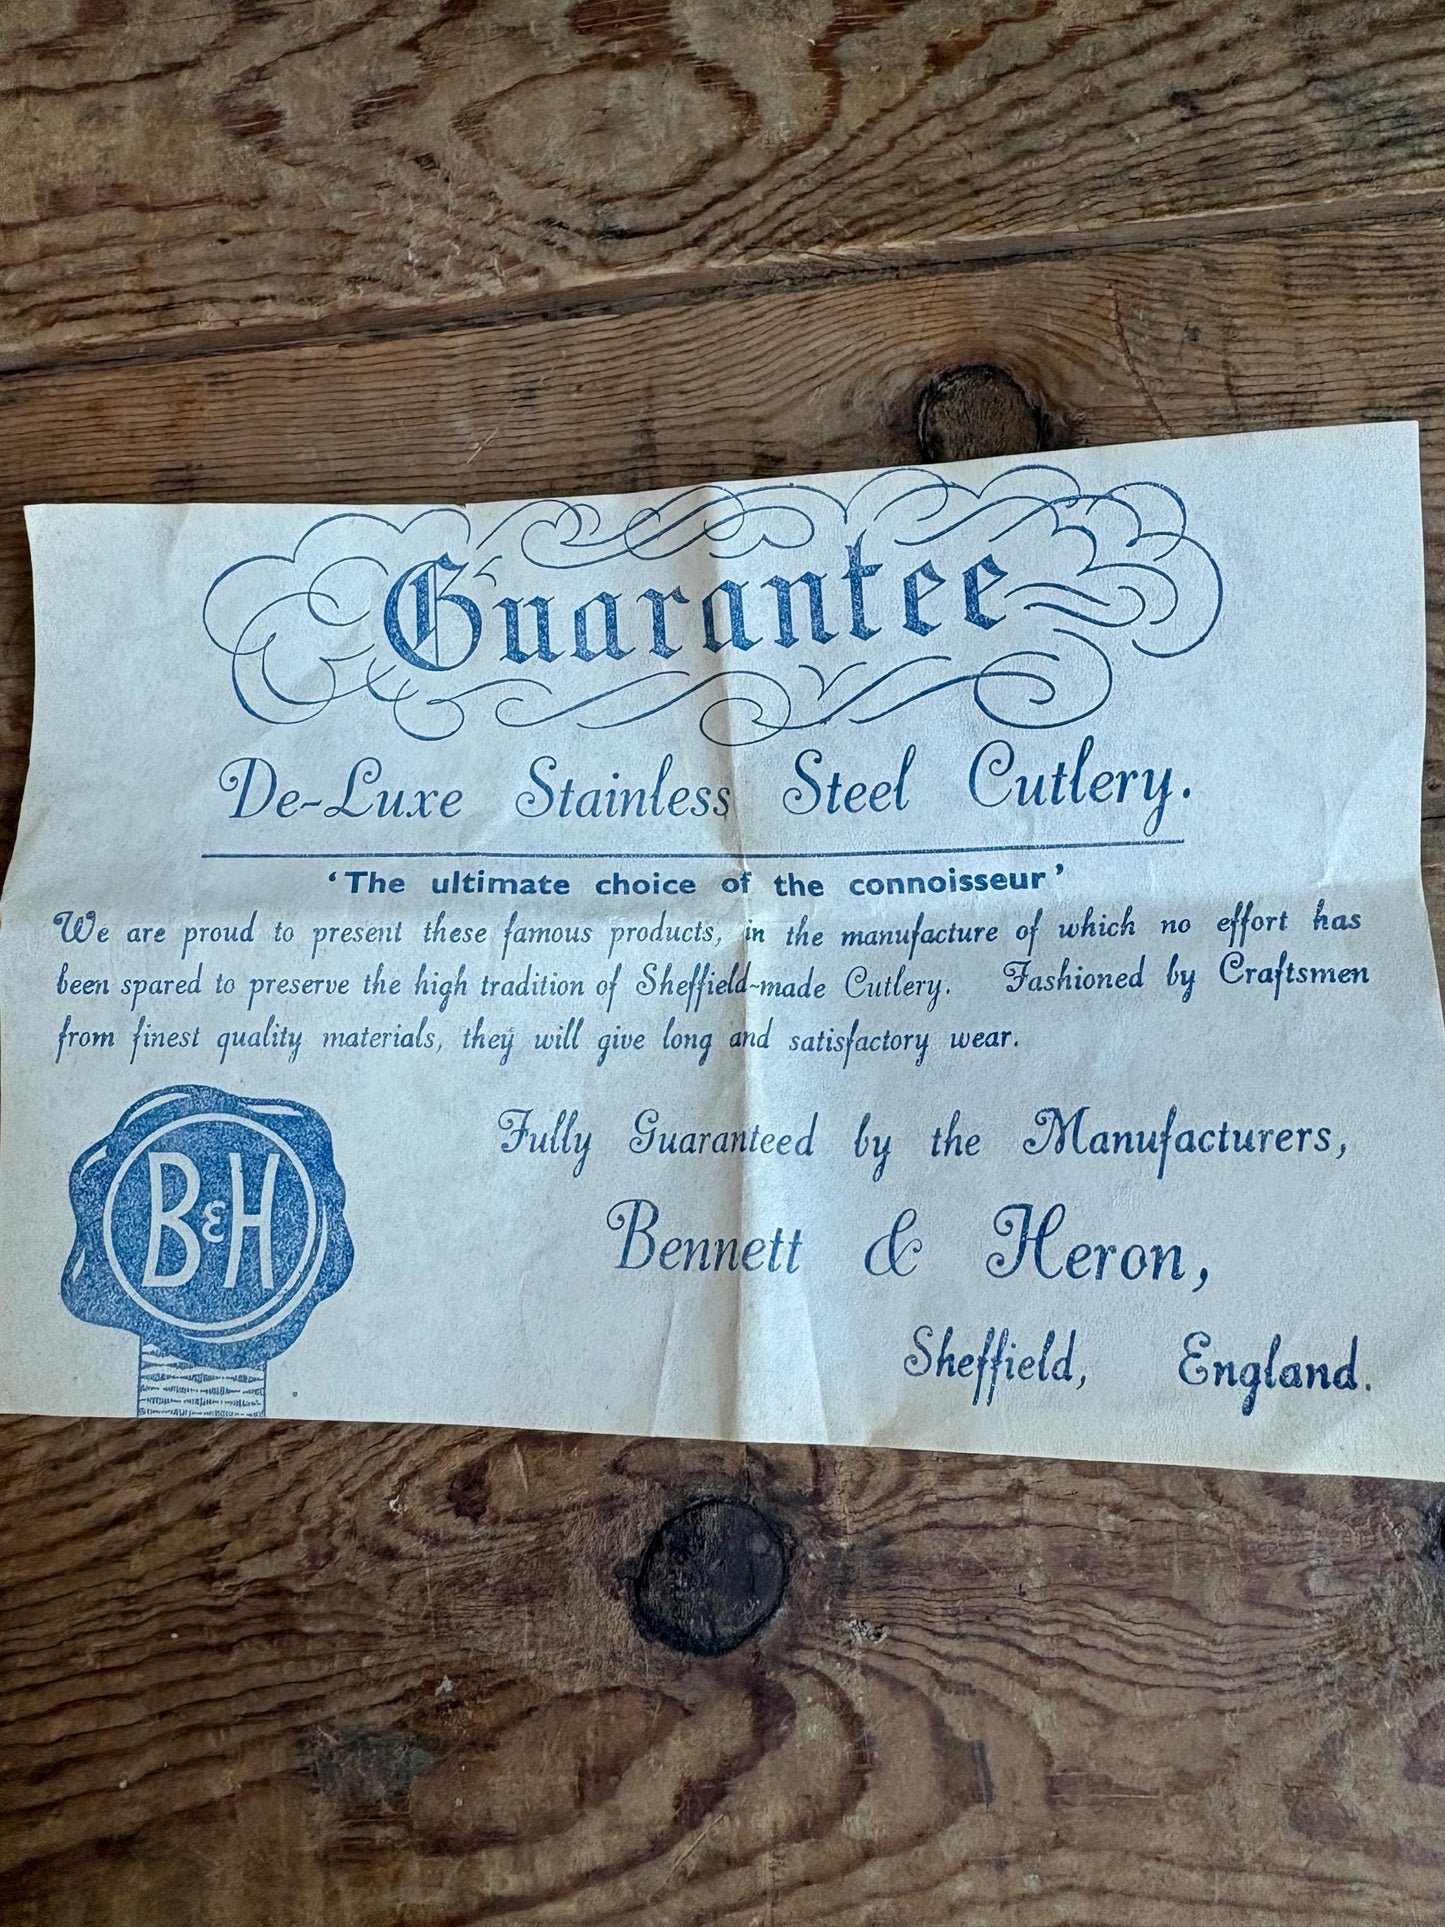 Guarantee
De-Luxe Stainless Steel Cutlery.
‘The ultimate choice of the connoisseur’
We are proud to present these famous products, in the manufacture of which no effort has
been spared to preserve the high tradition of Sheffield-made Cutlery. Fashioned by Craftsmen
from finest quality materials, they will give long and satisfactory wear.
Fully Guaranteed by the Manufacturers,
B&H
Bennett & Heron,
Sheffield, England.